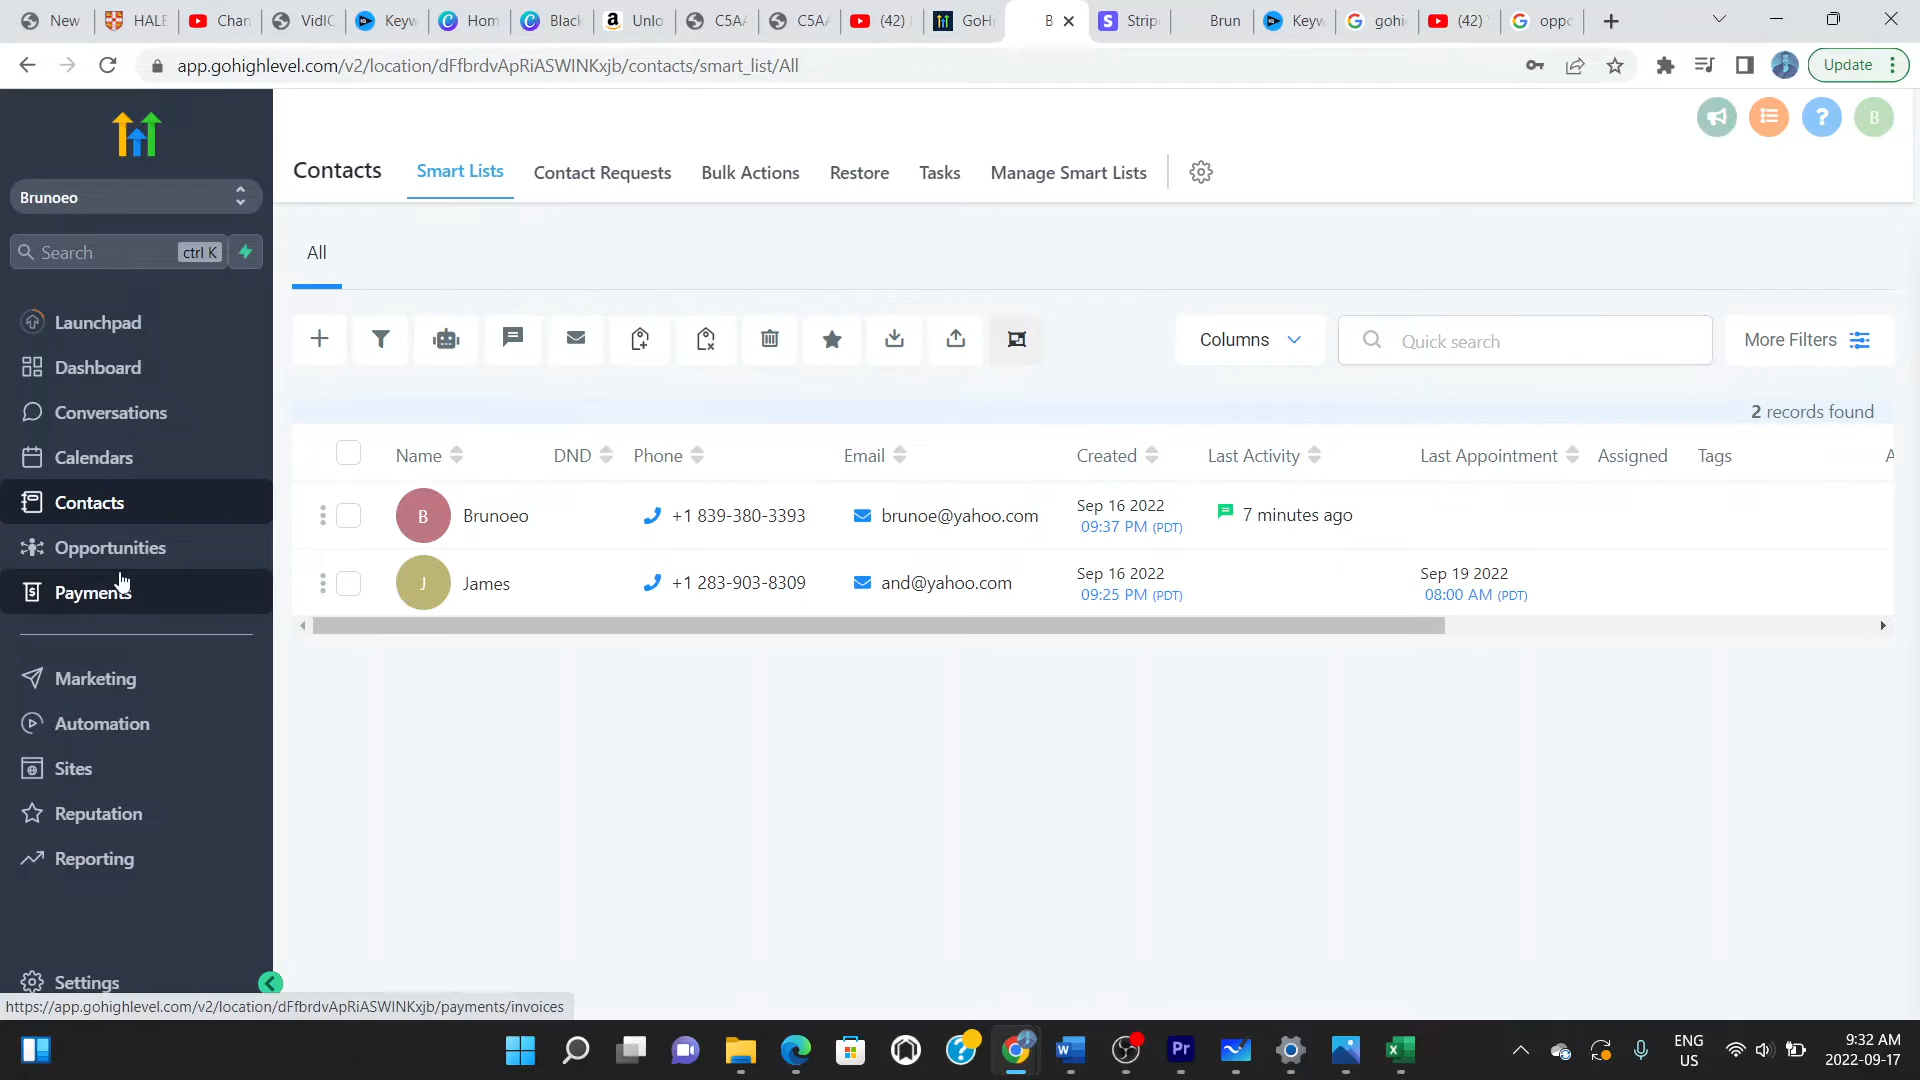 New HALE Chan VidIC Keyw Hom Blac Unlo C5AA C5AA (42) GoHi B Strip Brun Keyw gohi (42) Y oppo
app.gohighlevel.com/v2/location/dFfbrdvApRiASWINKxjb/contacts/smart_list/All
Update
B
Contacts Smart Lists Contact Requests Bulk Actions Restore Tasks Manage Smart Lists
Brunoeo
Search ctrl K
All
Launchpad
Dashboard
Conversations
Calendars
Contacts
Opportunities
Payments
Marketing
Automation
Sites
Reputation
Reporting
Settings
Columns Quick search More Filters
2 records found
Name DND Phone Email Created Last Activity Last Appointment Assigned Tags A
B Brunoeo +1 839-380-3393 brunoe@yahoo.com Sep 16 2022 7 minutes ago
09:37 PM (PDT)
J James +1 283-903-8309 and@yahoo.com Sep 16 2022 Sep 19 2022
09:25 PM (PDT) 08:00 AM (PDT)
https://app.gohighlevel.com/v2/location/dFfbrdvApRiASWINKxjb/payments/invoices
ENG
US
9:32 AM
2022-09-17